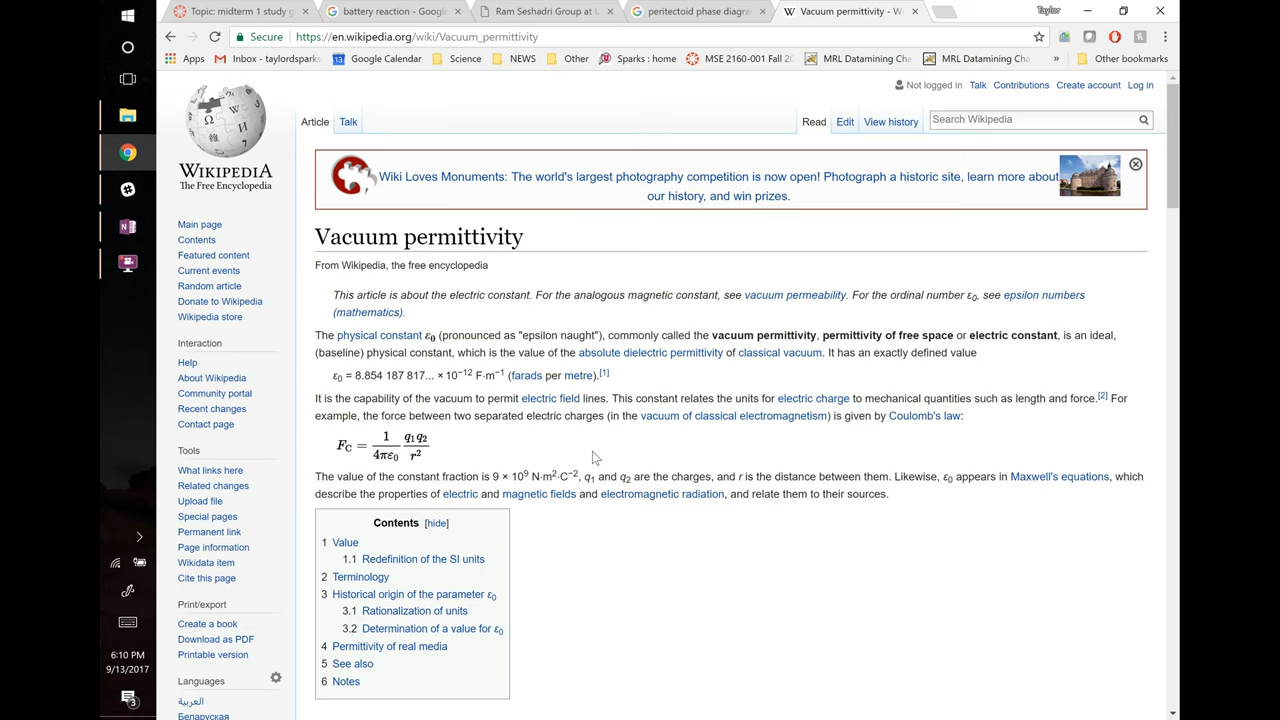 Topic: midterm 1 study g
battery reaction - Google
Ram Seshadri Group at U
peritectoid phase diagra
Vacuum permittivity - Wi
Taylor
Secure
https://en.wikipedia.org/wiki/Vacuum_permittivity
Apps
Inbox - taylordsparks
Google Calendar
Science
NEWS
Other
Sparks : home
MSE 2160-001 Fall 20
MRL Datamining Cha
MRL Datamining Cha
»
Other bookmarks
Not logged in Talk Contributions Create account Log in
Article Talk
Read Edit View history
Search Wikipedia
WIKIPEDIA
The Free Encyclopedia
Wiki Loves Monuments: The world's largest photography competition is now open! Photograph a historic site, learn more about
our history, and win prizes.
Main page
Contents
Featured content
Current events
Random article
Donate to Wikipedia
Wikipedia store
Interaction
Help
About Wikipedia
Community portal
Recent changes
Contact page
Tools
What links here
Related changes
Upload file
Special pages
Permanent link
Page information
Wikidata item
Cite this page
Print/export
Create a book
Download as PDF
Printable version
Languages
العربية
Беларуская
Vacuum permittivity
From Wikipedia, the free encyclopedia
This article is about the electric constant. For the analogous magnetic constant, see vacuum permeability. For the ordinal number ε₀, see epsilon numbers
(mathematics).
The physical constant ε₀ (pronounced as "epsilon naught"), commonly called the vacuum permittivity, permittivity of free space or electric constant, is an ideal,
(baseline) physical constant, which is the value of the absolute dielectric permittivity of classical vacuum. It has an exactly defined value
ε₀ = 8.854 187 817... × 10⁻¹² F·m⁻¹ (farads per metre).[1]
It is the capability of the vacuum to permit electric field lines. This constant relates the units for electric charge to mechanical quantities such as length and force.[2] For
example, the force between two separated electric charges (in the vacuum of classical electromagnetism) is given by Coulomb's law:
F_C = 1/(4πε₀) q₁q₂/r²
The value of the constant fraction is 9 × 10⁹ N·m²·C⁻², q₁ and q₂ are the charges, and r is the distance between them. Likewise, ε₀ appears in Maxwell's equations, which
describe the properties of electric and magnetic fields and electromagnetic radiation, and relate them to their sources.
Contents [hide]
1 Value
1.1 Redefinition of the SI units
2 Terminology
3 Historical origin of the parameter ε₀
3.1 Rationalization of units
3.2 Determination of a value for ε₀
4 Permittivity of real media
5 See also
6 Notes
6:10 PM
9/13/2017
3